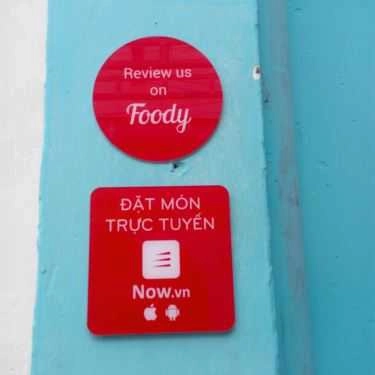 Review us
on
Foody
ĐẶT MÓN
TRỰC TUYẾN
Now.vn